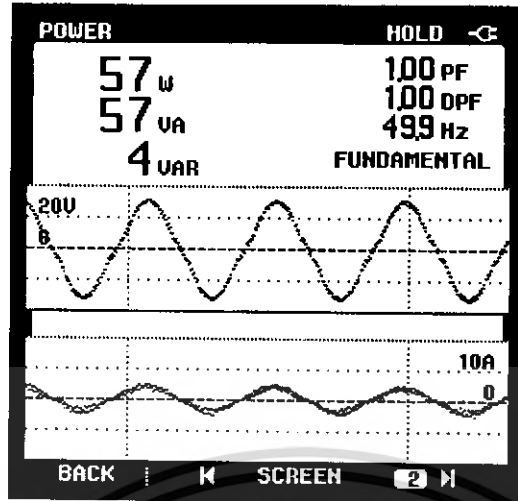 POWER HOLD
57 W 1.00 PF
57 VA 1.00 DPF
4 VAR 49.9 Hz
FUNDAMENTAL
20V
0
10A
0
BACK SCREEN 2